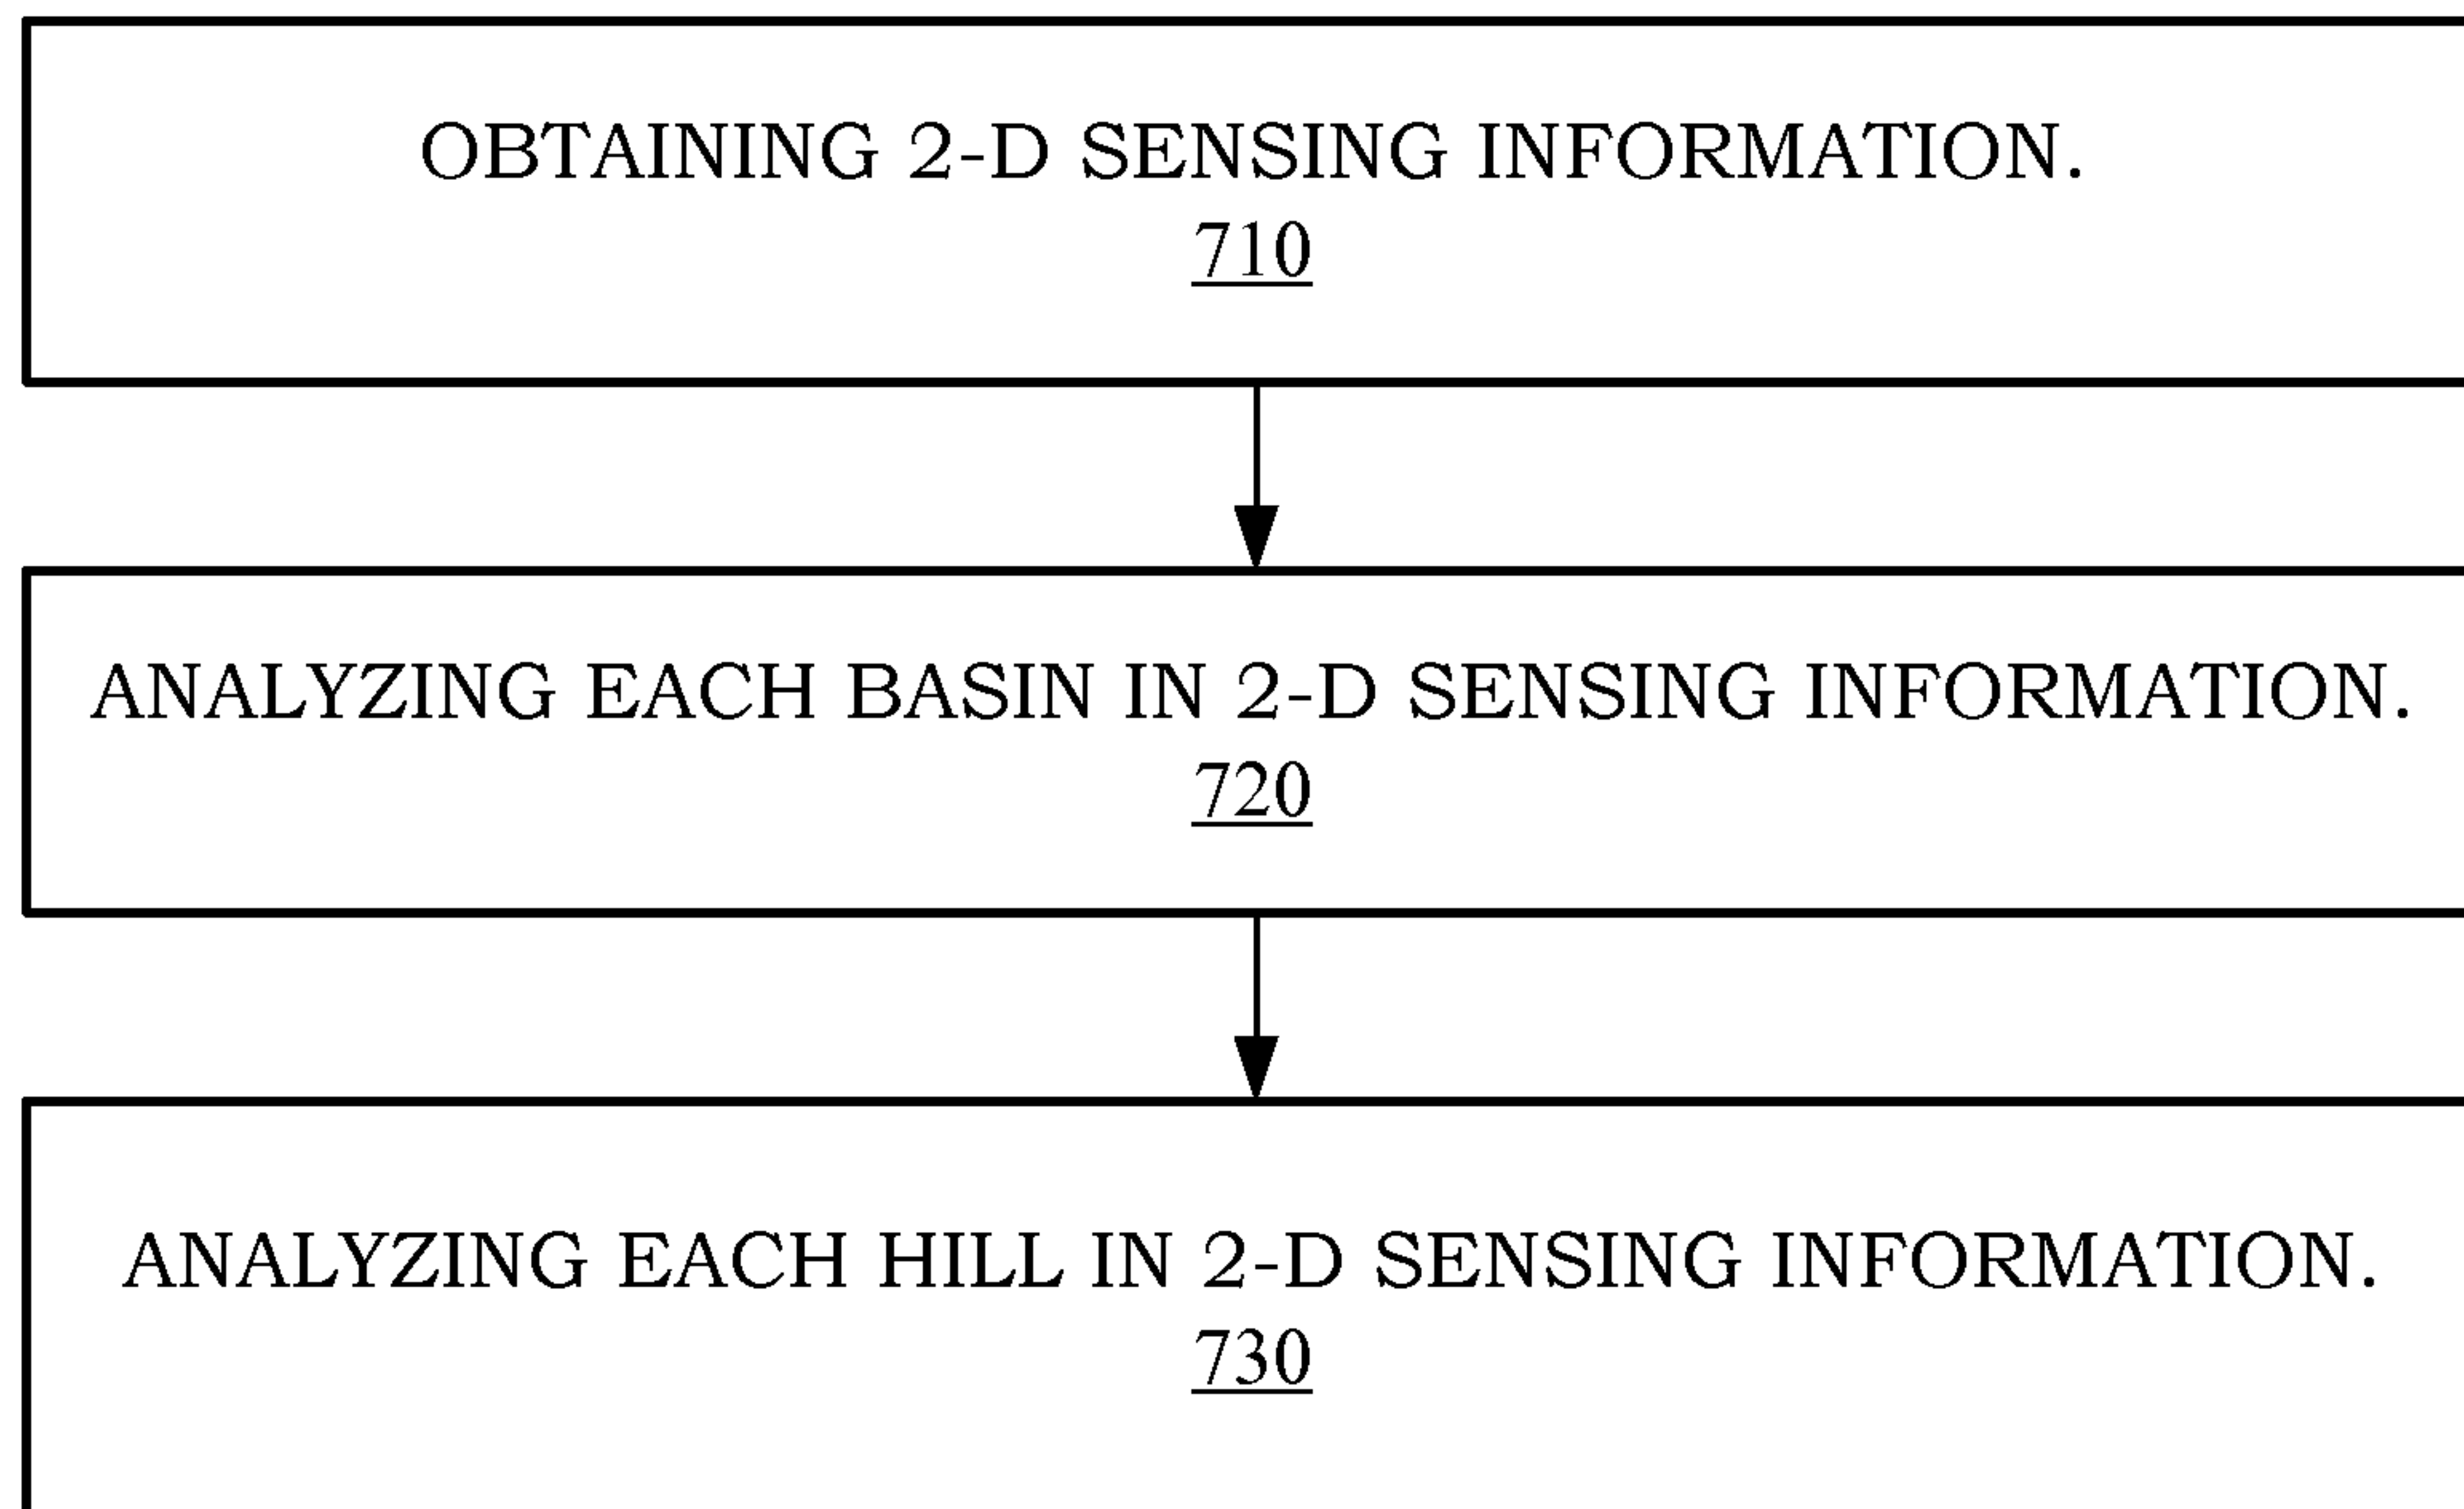 OBTAINING 2-D SENSING INFORMATION.
710
ANALYZING EACH BASIN IN 2-D SENSING INFORMATION.
720
ANALYZING EACH HILL IN 2-D SENSING INFORMATION.
730